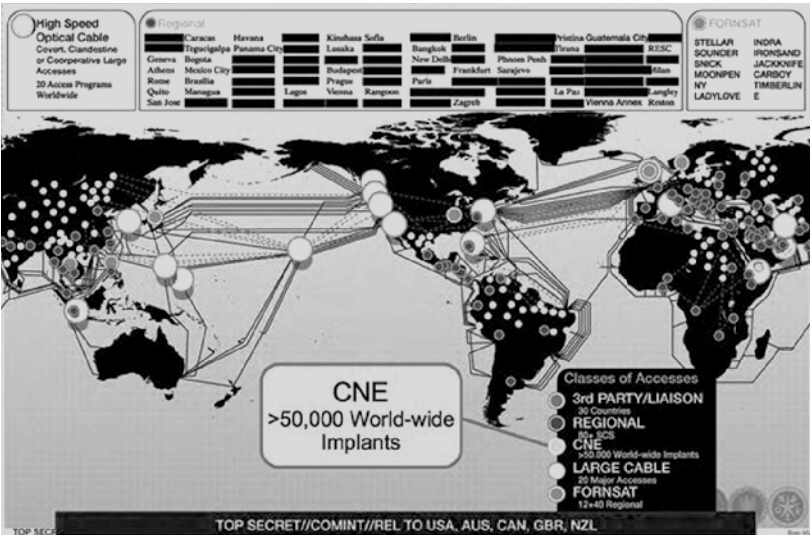 High Speed
Optical Cable
Covert, Clandestine
or Coorperative Large
Accesses
20 Access Programs
Worldwide
Regional
Caracas Havana Kinshasa Sofia Berlin Pristina Guatemala City
Tegucigalpa Panama City Lusaka Bangkok Tirana RESC
Geneva Bogota New Delhi Phnom Penh
Athens Mexico City Budapest Frankfurt Sarajevo Milan
Rome Brasilia Prague Paris
Quito Managua Lagos Vienna Rangoon La Paz Langley
San Jose Zagreb Vienna Annex Reston
FORNSAT
STELLAR INDRA
SOUNDER IRONSAND
SNICK JACKKNIFE
MOONPEN CARBOY
NY TIMBERLIN
LADYLOVE E
CNE
>50,000 World-wide
Implants
Classes of Accesses
3rd PARTY/LIAISON
30 Countries
REGIONAL
80+ SCS
CNE
>50.000 World-wide Implants
LARGE CABLE
20 Major Accesses
FORNSAT
12+40 Regional
TOP SECRET//COMINT//REL TO USA, AUS, CAN, GBR, NZL